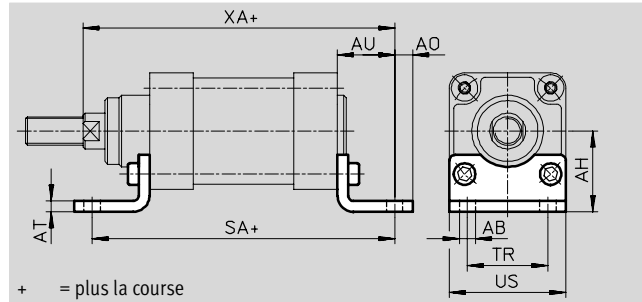 XA+
AU
AO
AH
AT
SA+
AB
TR
US
+ = plus la course